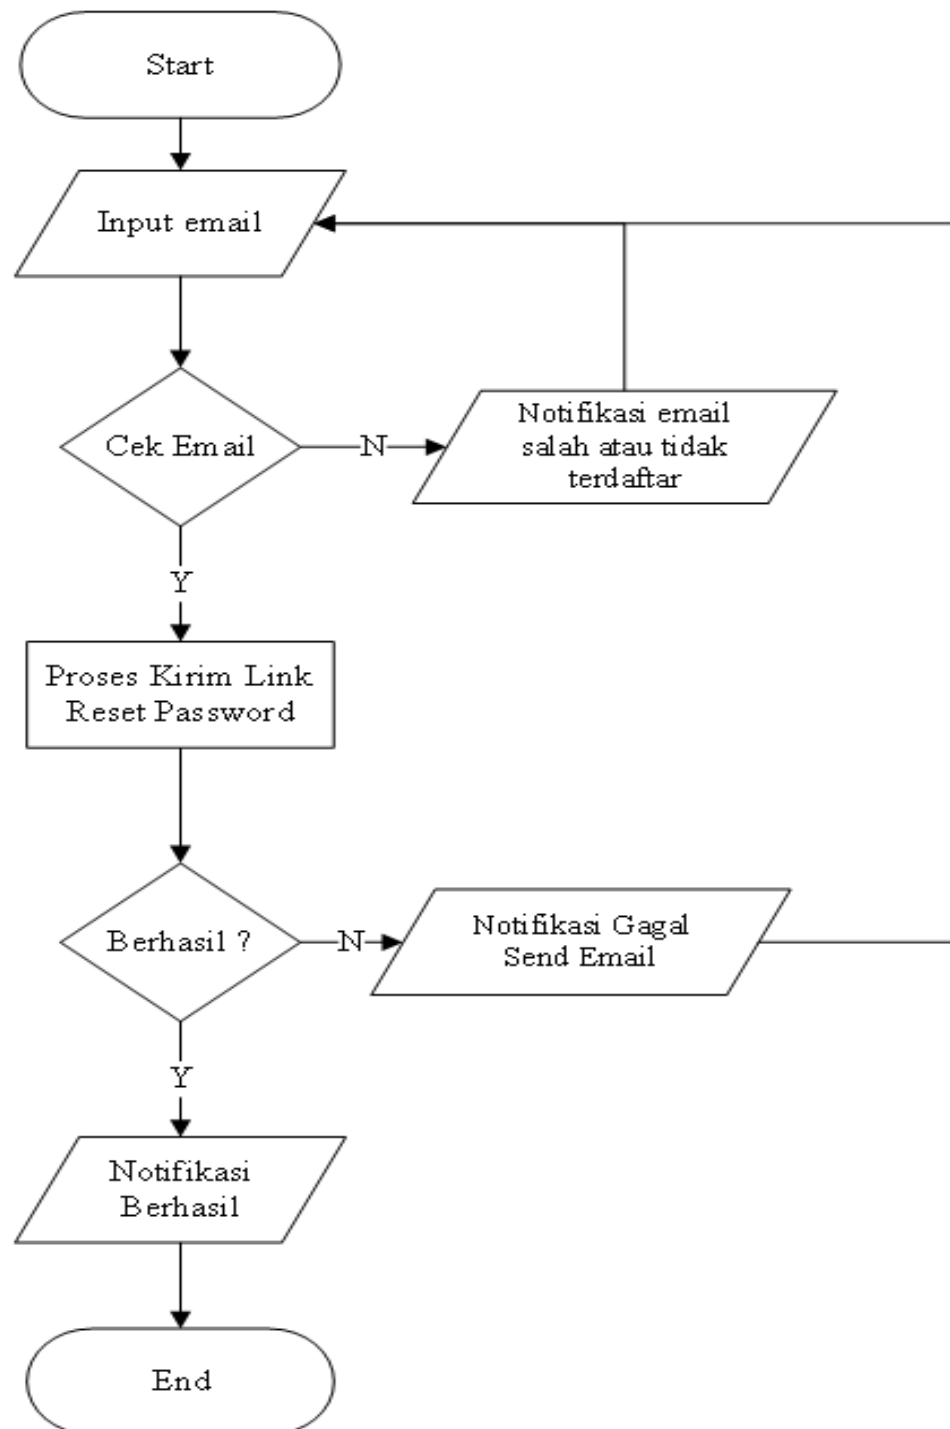 Start
Input email
Cek Email
N
Notifikasi email
salah atau tidak
terdaftar
Y
Proses Kirim Link
Reset Password
Berhasil ?
N
Notifikasi Gagal
Send Email
Y
Notifikasi
Berhasil
End